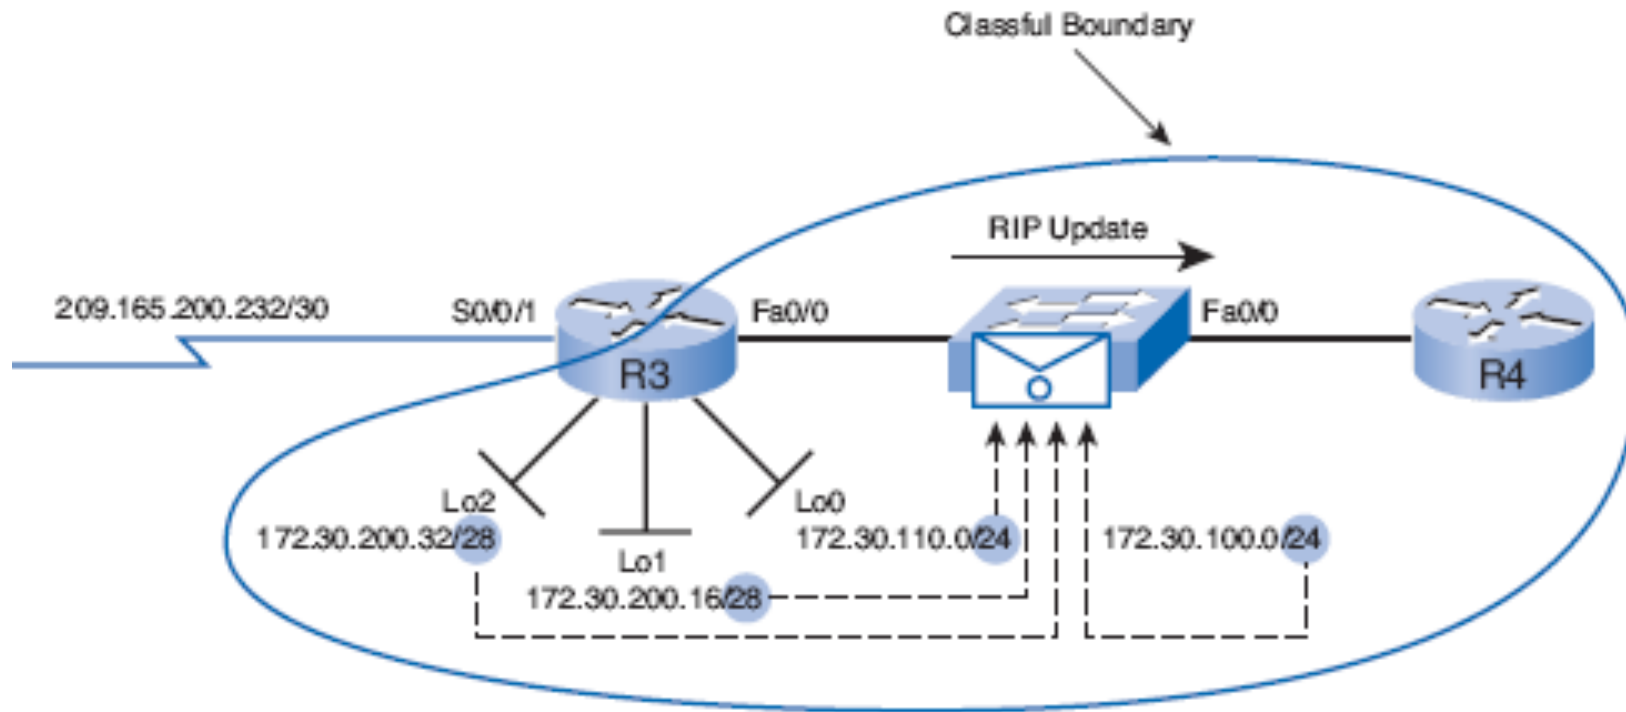 Classful Boundary
RIP Update
209.165.200.232/30
S0/0/1
Fa0/0
Fa0/0
R3
R4
Lo2
172.30.200.32/28
Lo1
172.30.200.16/28
Lo0
172.30.110.0/24
172.30.100.0/24